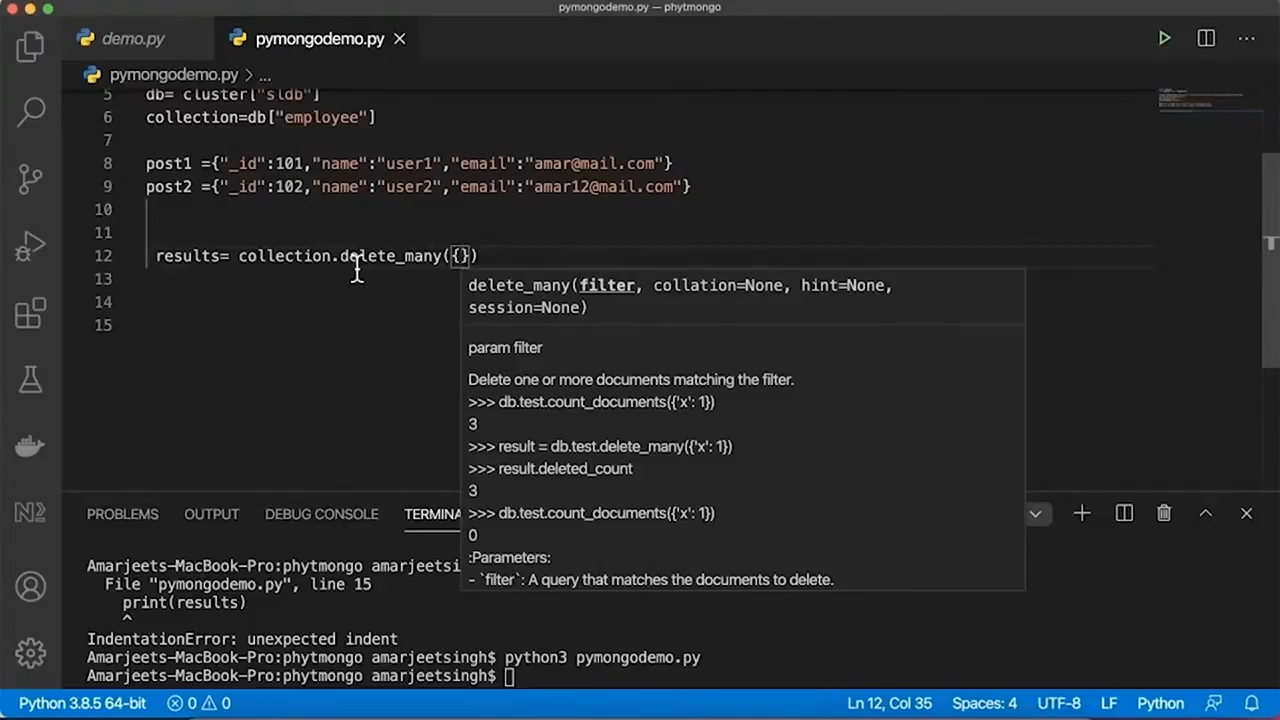 pymongodemo.py — phytmongo
demo.py
pymongodemo.py
pymongodemo.py > ...
5 db= cluster["sldb"]
6 collection=db["employee"]
7
8 post1 ={"_id":101,"name":"user1","email":"amar@mail.com"}
9 post2 ={"_id":102,"name":"user2","email":"amar12@mail.com"}
10
11
12 results= collection.delete_many({})
13
14
15
delete_many(filter, collation=None, hint=None,
session=None)
param filter
Delete one or more documents matching the filter.
>>> db.test.count_documents({'x': 1})
3
>>> result = db.test.delete_many({'x': 1})
>>> result.deleted_count
3
>>> db.test.count_documents({'x': 1})
0
:Parameters:
- `filter`: A query that matches the documents to delete.
PROBLEMS OUTPUT DEBUG CONSOLE TERMINA
Amarjeets-MacBook-Pro:phytmongo amarjeetsi
File "pymongodemo.py", line 15
print(results)
^
IndentationError: unexpected indent
Amarjeets-MacBook-Pro:phytmongo amarjeetsingh$ python3 pymongodemo.py
Amarjeets-MacBook-Pro:phytmongo amarjeetsingh$
Python 3.8.5 64-bit 0 0 Ln 12, Col 35 Spaces: 4 UTF-8 LF Python